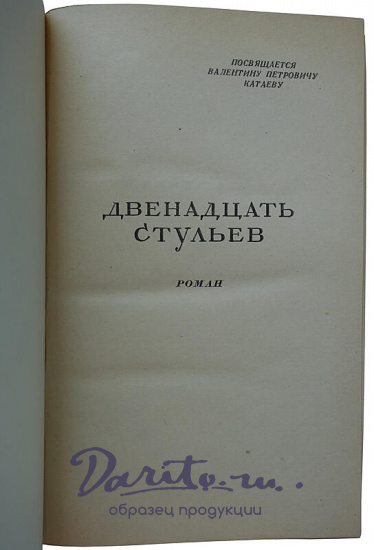 ПОСВЯЩАЕТСЯ
ВАЛЕНТИНУ ПЕТРОВИЧУ
КАТАЕВУ
ДВЕНАДЦАТЬ
СТУЛЬЕВ
РОМАН
Darito.ru...
образец продукции